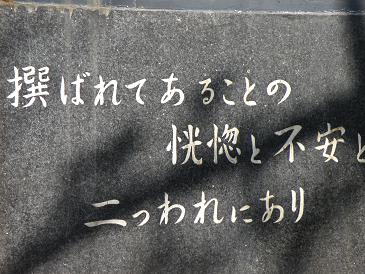 撰ばれてあることの
恍惚と不安と
二つわれにあり